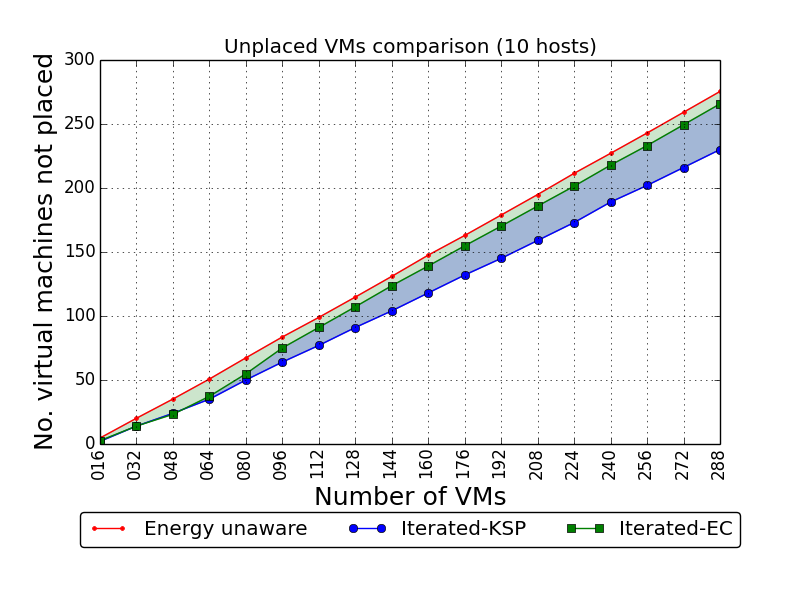 Unplaced VMs comparison (10 hosts)
No. virtual machines not placed
300
250
200
150
100
50
0
016 032 048 064 080 096 112 128 144 160 176 192 208 224 240 256 272 288
Number of VMs
Energy unaware Iterated-KSP Iterated-EC